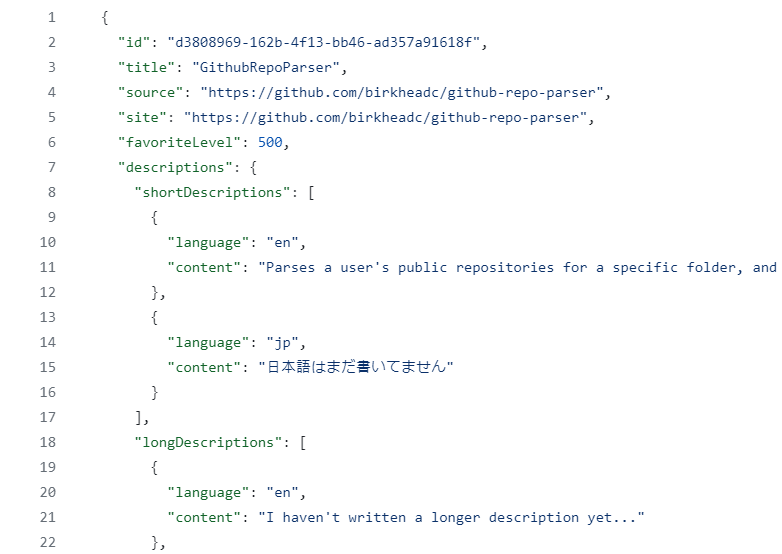 1 {
2 "id": "d3808969-162b-4f13-bb46-ad357a91618f",
3 "title": "GithubRepoParser",
4 "source": "https://github.com/birkheadc/github-repo-parser",
5 "site": "https://github.com/birkheadc/github-repo-parser",
6 "favoriteLevel": 500,
7 "descriptions": {
8 "shortDescriptions": [
9 {
10 "language": "en",
11 "content": "Parses a user's public repositories for a specific folder, and
12 },
13 {
14 "language": "jp",
15 "content": "日本語はまだ書いてません"
16 }
17 ],
18 "longDescriptions": [
19 {
20 "language": "en",
21 "content": "I haven't written a longer description yet..."
22 },